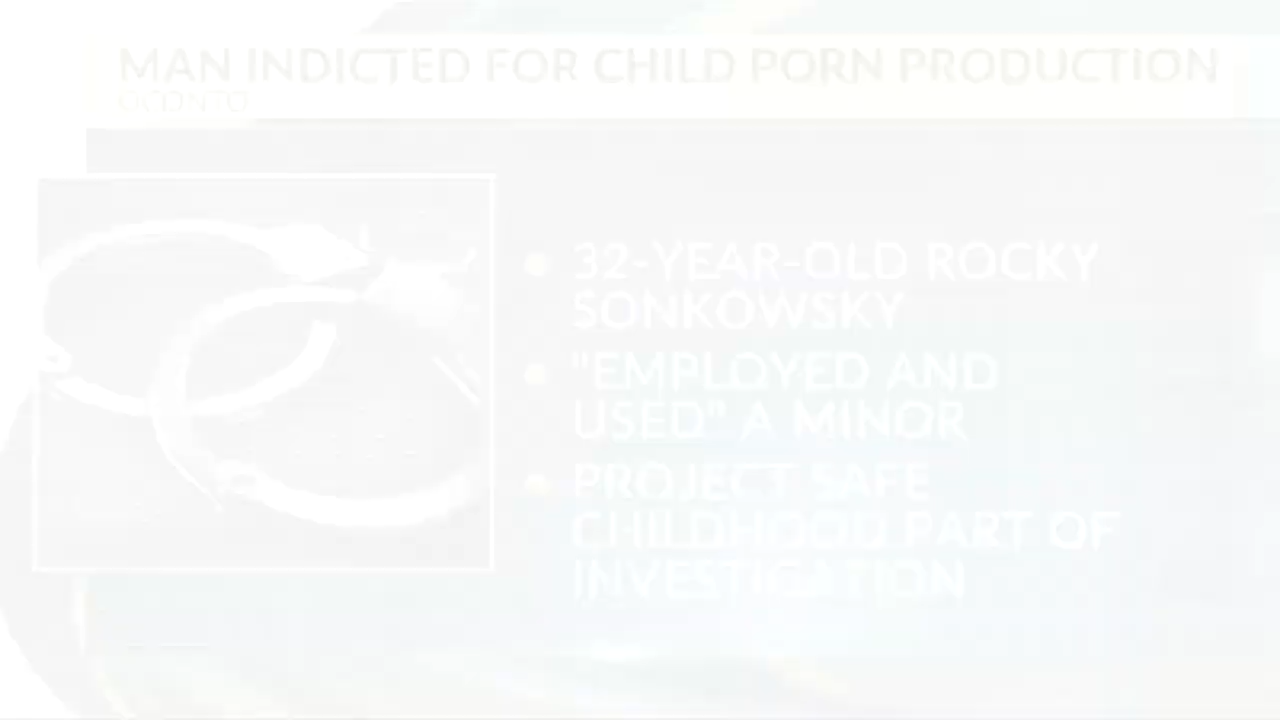 MAN INDICTED FOR CHILD PORN PRODUCTION
OCONTO
32-YEAR-OLD ROCKY
SONKOWSKY
"EMPLOYED AND
USED" A MINOR
PROJECT SAFE
CHILDHOOD PART OF
INVESTIGATION